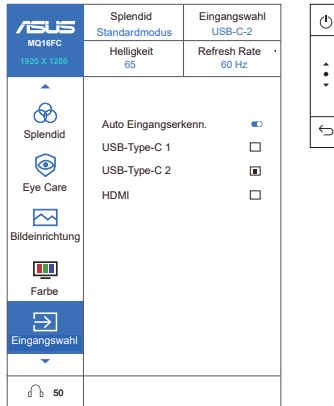 ASUS
MQ16FC
1920 X 1200
Splendid
Standardmodus
Eingangswahl
USB-C-2
Helligkeit
65
Refresh Rate
60 Hz
Splendid
Eye Care
Bildeinrichtung
Farbe
Eingangswahl
Auto Eingangserkenn.
USB-Type-C 1
USB-Type-C 2
HDMI
50